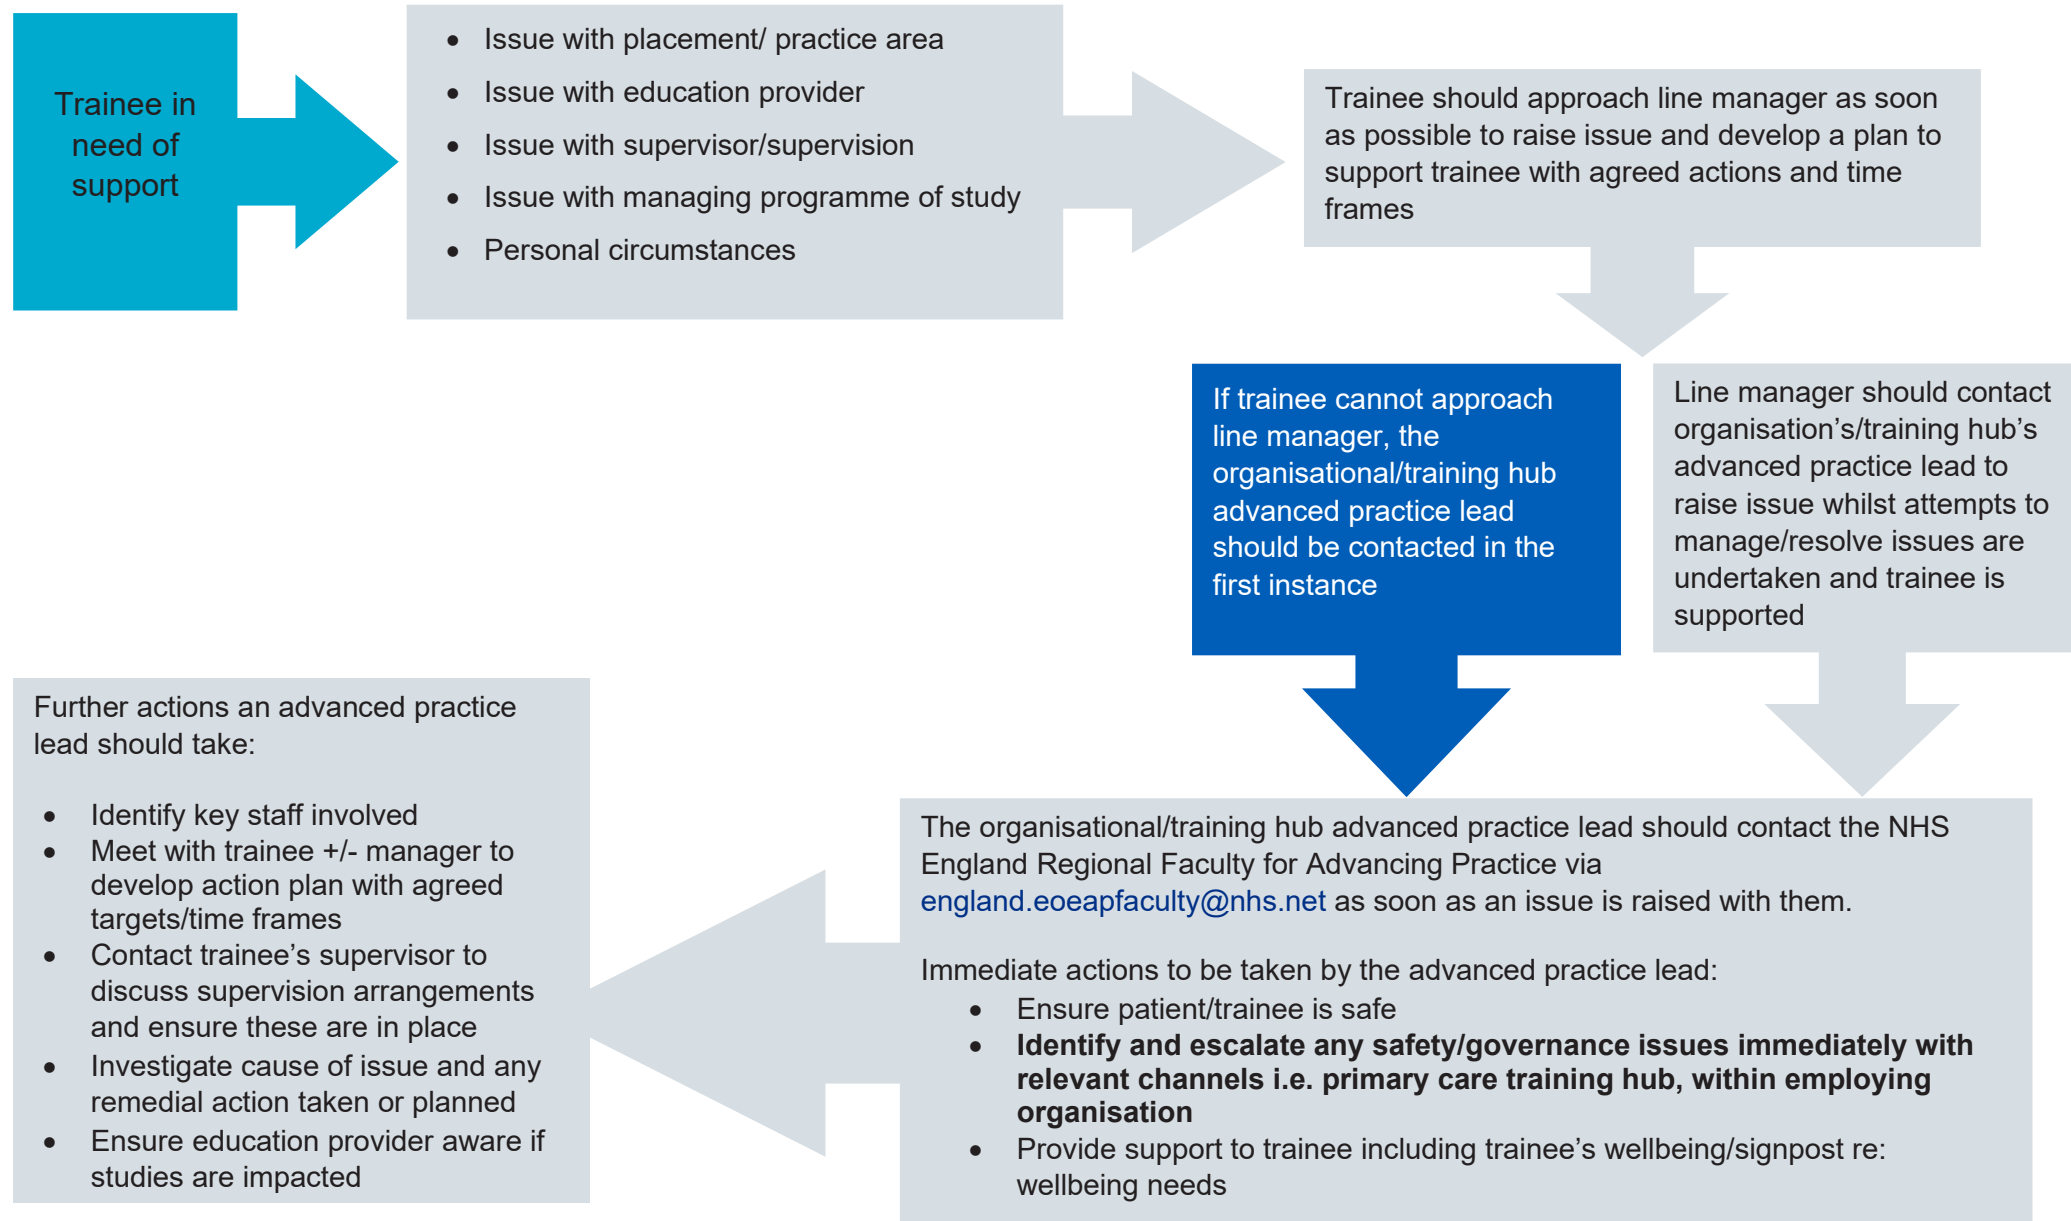 Trainee in
need of
support
• Issue with placement/ practice area
• Issue with education provider
• Issue with supervisor/supervision
• Issue with managing programme of study
• Personal circumstances
Trainee should approach line manager as soon
as possible to raise issue and develop a plan to
support trainee with agreed actions and time
frames
If trainee cannot approach
line manager, the
organisational/training hub
advanced practice lead
should be contacted in the
first instance
Line manager should contact
organisation’s/training hub’s
advanced practice lead to
raise issue whilst attempts to
manage/resolve issues are
undertaken and trainee is
supported
The organisational/training hub advanced practice lead should contact the NHS
England Regional Faculty for Advancing Practice via
england.eoeapfaculty@nhs.net as soon as an issue is raised with them.
Immediate actions to be taken by the advanced practice lead:
• Ensure patient/trainee is safe
• Identify and escalate any safety/governance issues immediately with
relevant channels i.e. primary care training hub, within employing
organisation
• Provide support to trainee including trainee’s wellbeing/signpost re:
wellbeing needs
Further actions an advanced practice
lead should take:
• Identify key staff involved
• Meet with trainee +/- manager to
develop action plan with agreed
targets/time frames
• Contact trainee’s supervisor to
discuss supervision arrangements
and ensure these are in place
• Investigate cause of issue and any
remedial action taken or planned
• Ensure education provider aware if
studies are impacted